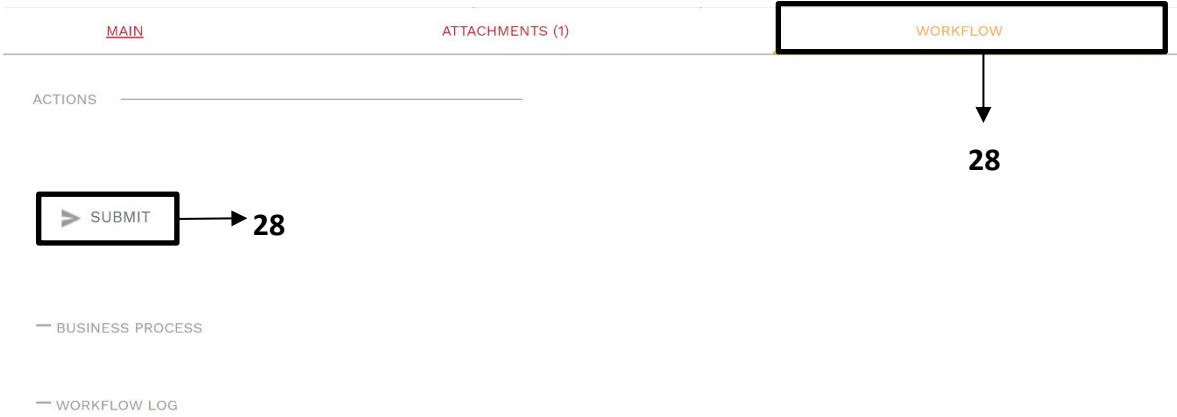 MAIN ATTACHMENTS (1) WORKFLOW
ACTIONS
28
SUBMIT 28
BUSINESS PROCESS
WORKFLOW LOG